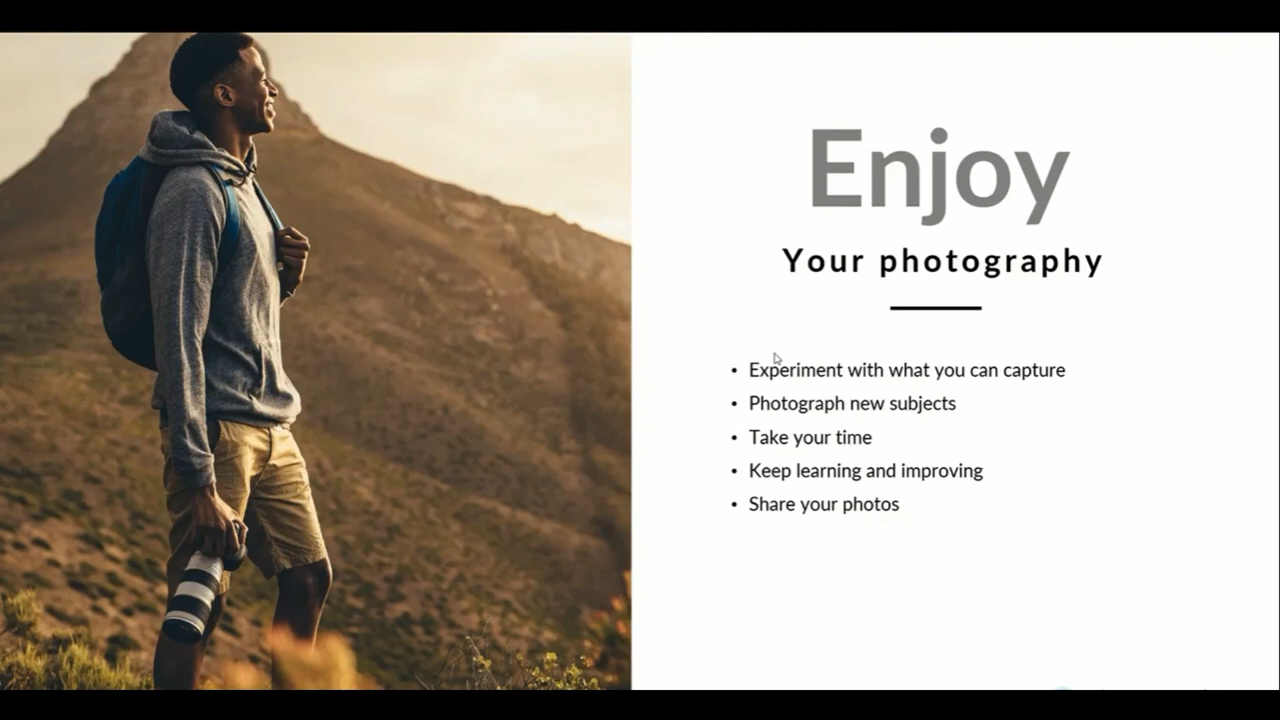 Enjoy
Your photography
• Experiment with what you can capture
• Photograph new subjects
• Take your time
• Keep learning and improving
• Share your photos